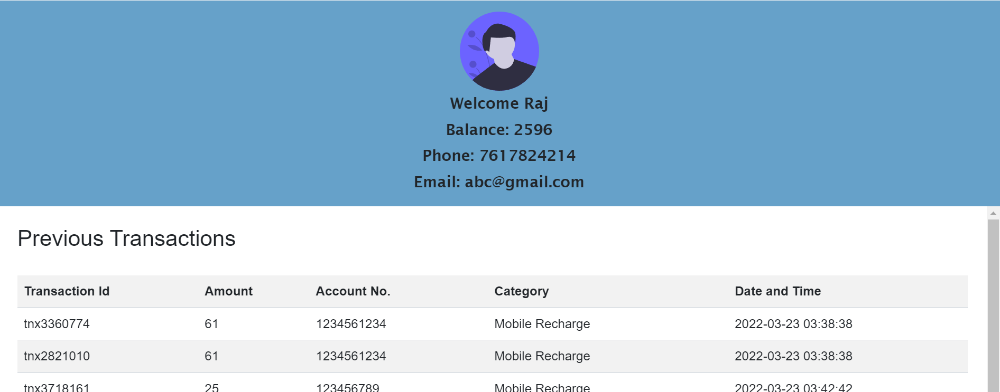 Welcome Raj
Balance: 2596
Phone: 7617824214
Email: abc@gmail.com
Previous Transactions
Transaction Id Amount Account No. Category Date and Time
tnx3360774 61 1234561234 Mobile Recharge 2022-03-23 03:38:38
tnx2821010 61 1234561234 Mobile Recharge 2022-03-23 03:38:38
tnx3718161 25 123456789 Mobile Recharge 2022-03-23 03:42:42